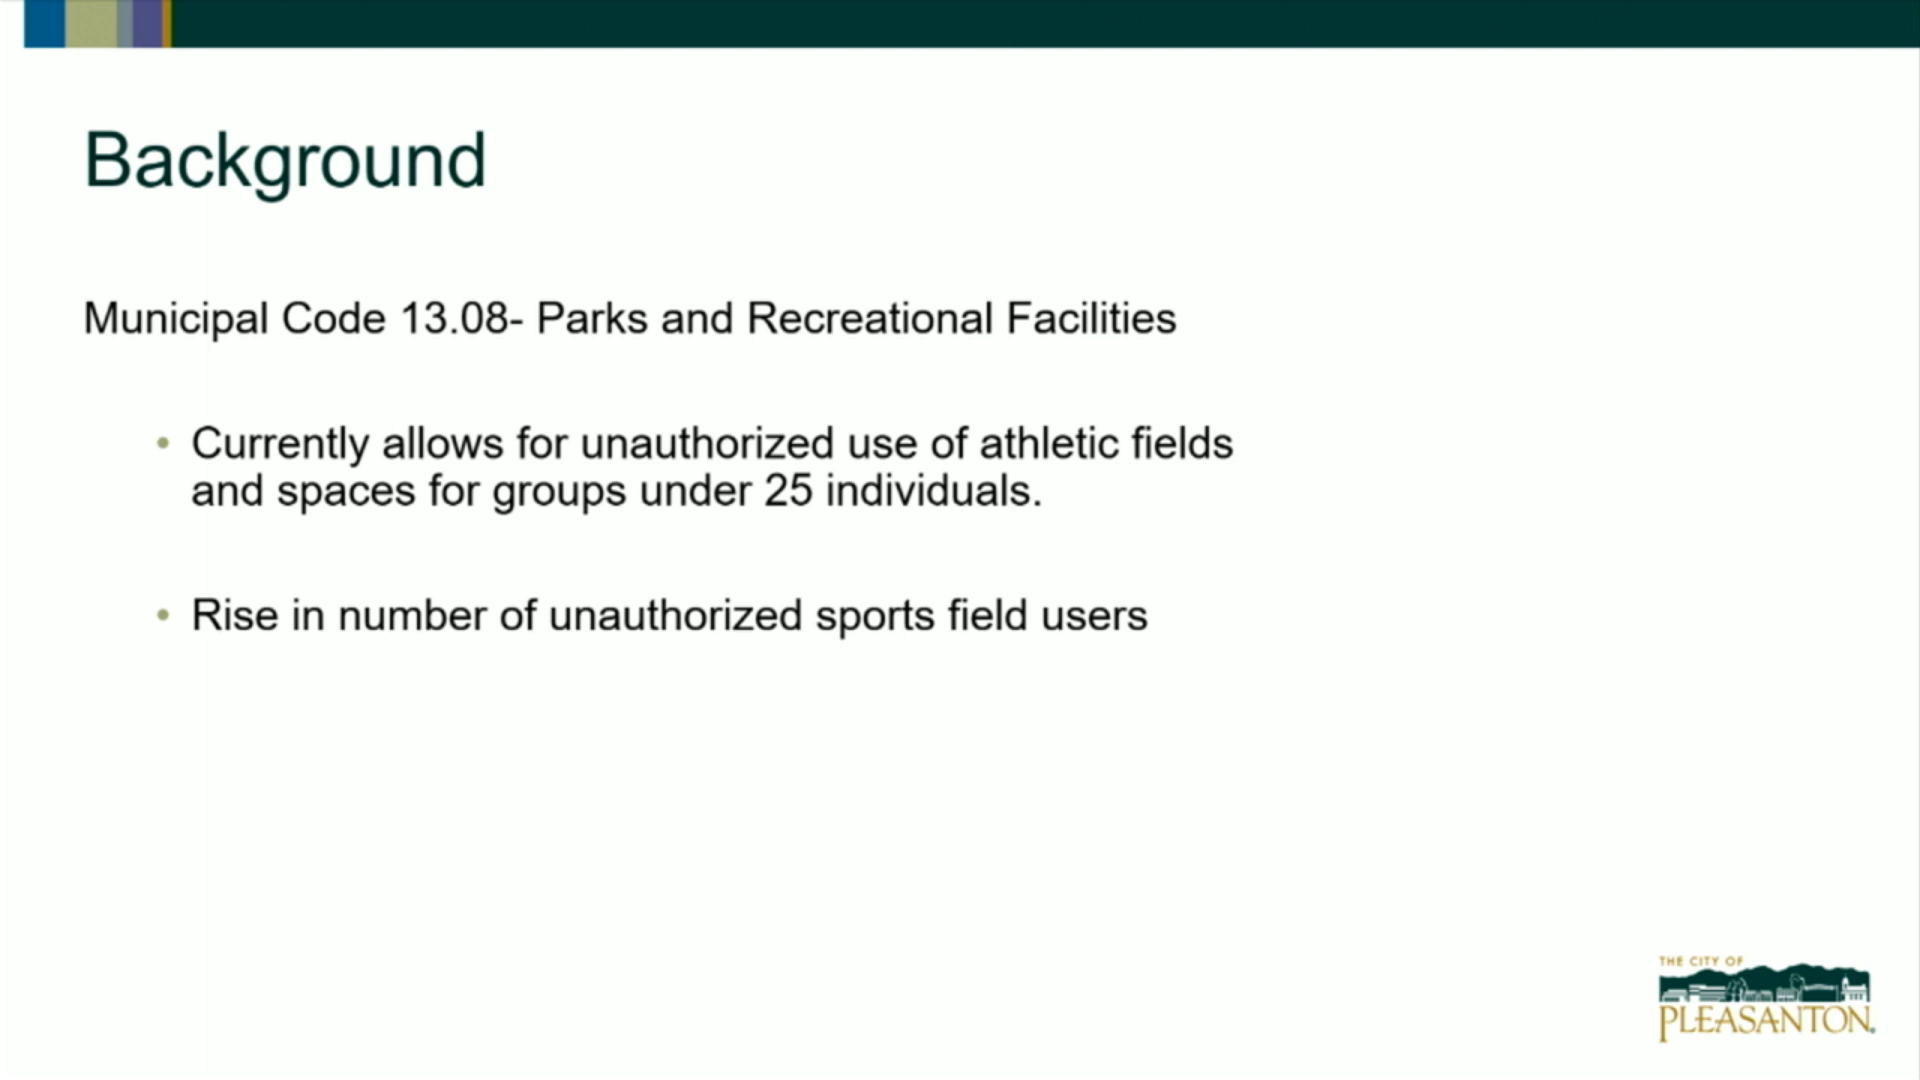 Background
Municipal Code 13.08- Parks and Recreational Facilities
• Currently allows for unauthorized use of athletic fields
and spaces for groups under 25 individuals.
• Rise in number of unauthorized sports field users
THE CITY OF
PLEASANTON.